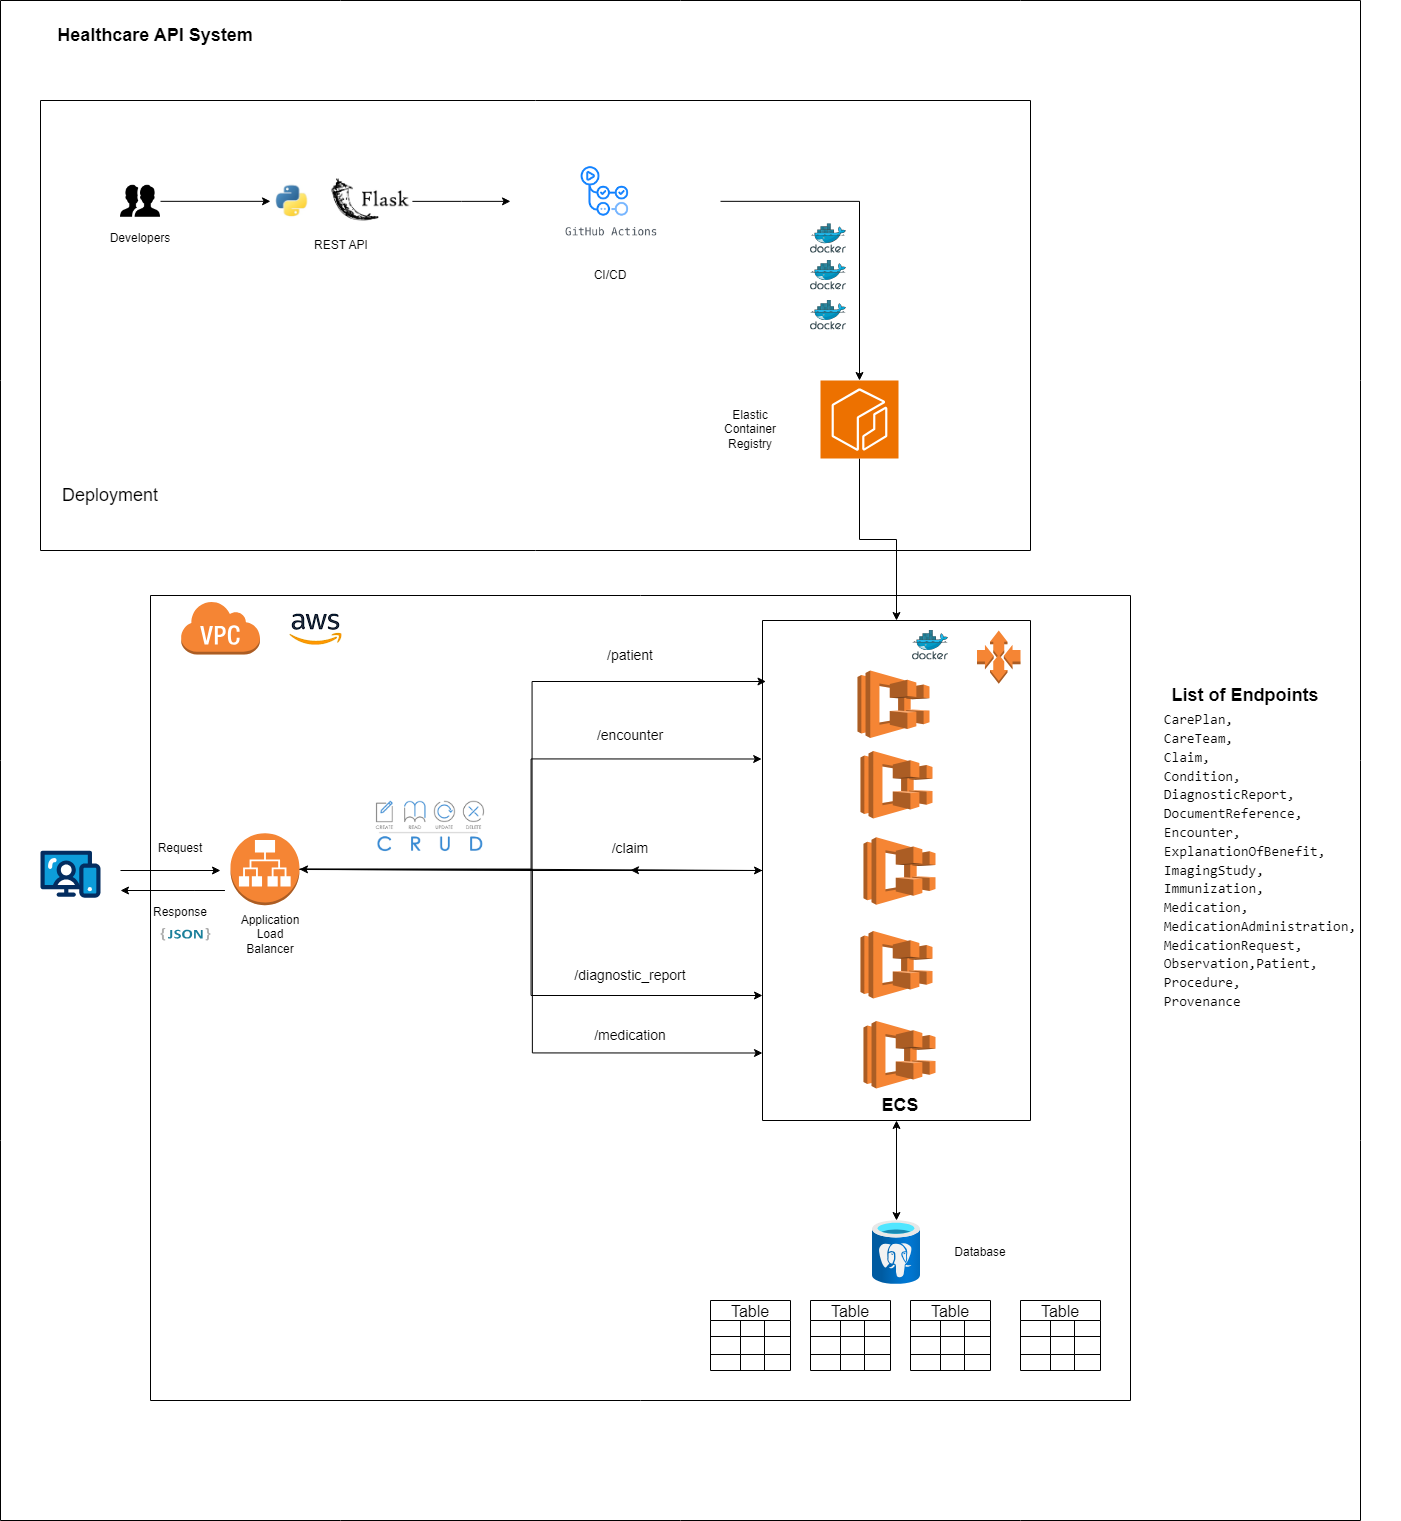 Healthcare API System
Developers
Flask
REST API
GitHub Actions
CI/CD
docker
docker
docker
Elastic
Container
Registry
Deployment
VPC
aws
docker
/patient
/encounter
CREATE READ UPDATE DELETE
C R U D
/claim
Request
Response
{JSON}
Application
Load
Balancer
/diagnostic_report
/medication
ECS
Database
Table
Table
Table
Table
List of Endpoints
CarePlan,
CareTeam,
Claim,
Condition,
DiagnosticReport,
DocumentReference,
Encounter,
ExplanationOfBenefit,
ImagingStudy,
Immunization,
Medication,
MedicationAdministration,
MedicationRequest,
Observation,Patient,
Procedure,
Provenance